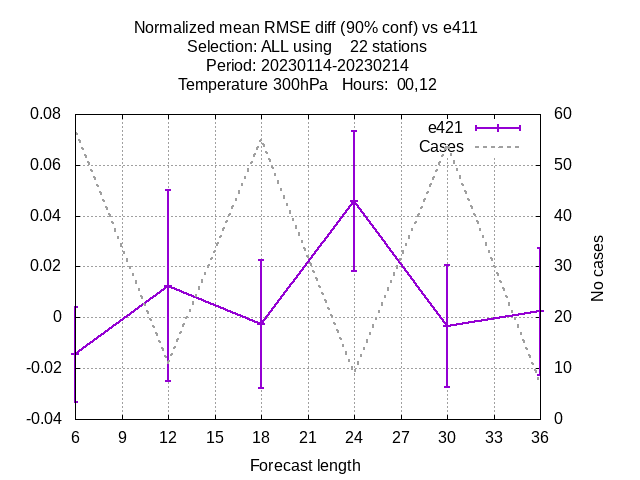 Normalized mean RMSE diff (90% conf) vs e411
Selection: ALL using    22 stations
Period: 20230114-20230214
Temperature 300hPa   Hours:  00,12
0.08
0.06
0.04
0.02
0
-0.02
-0.04
60
50
40
30
20
10
0
e421
Cases
No cases
6 9 12 15 18 21 24 27 30 33 36
Forecast length